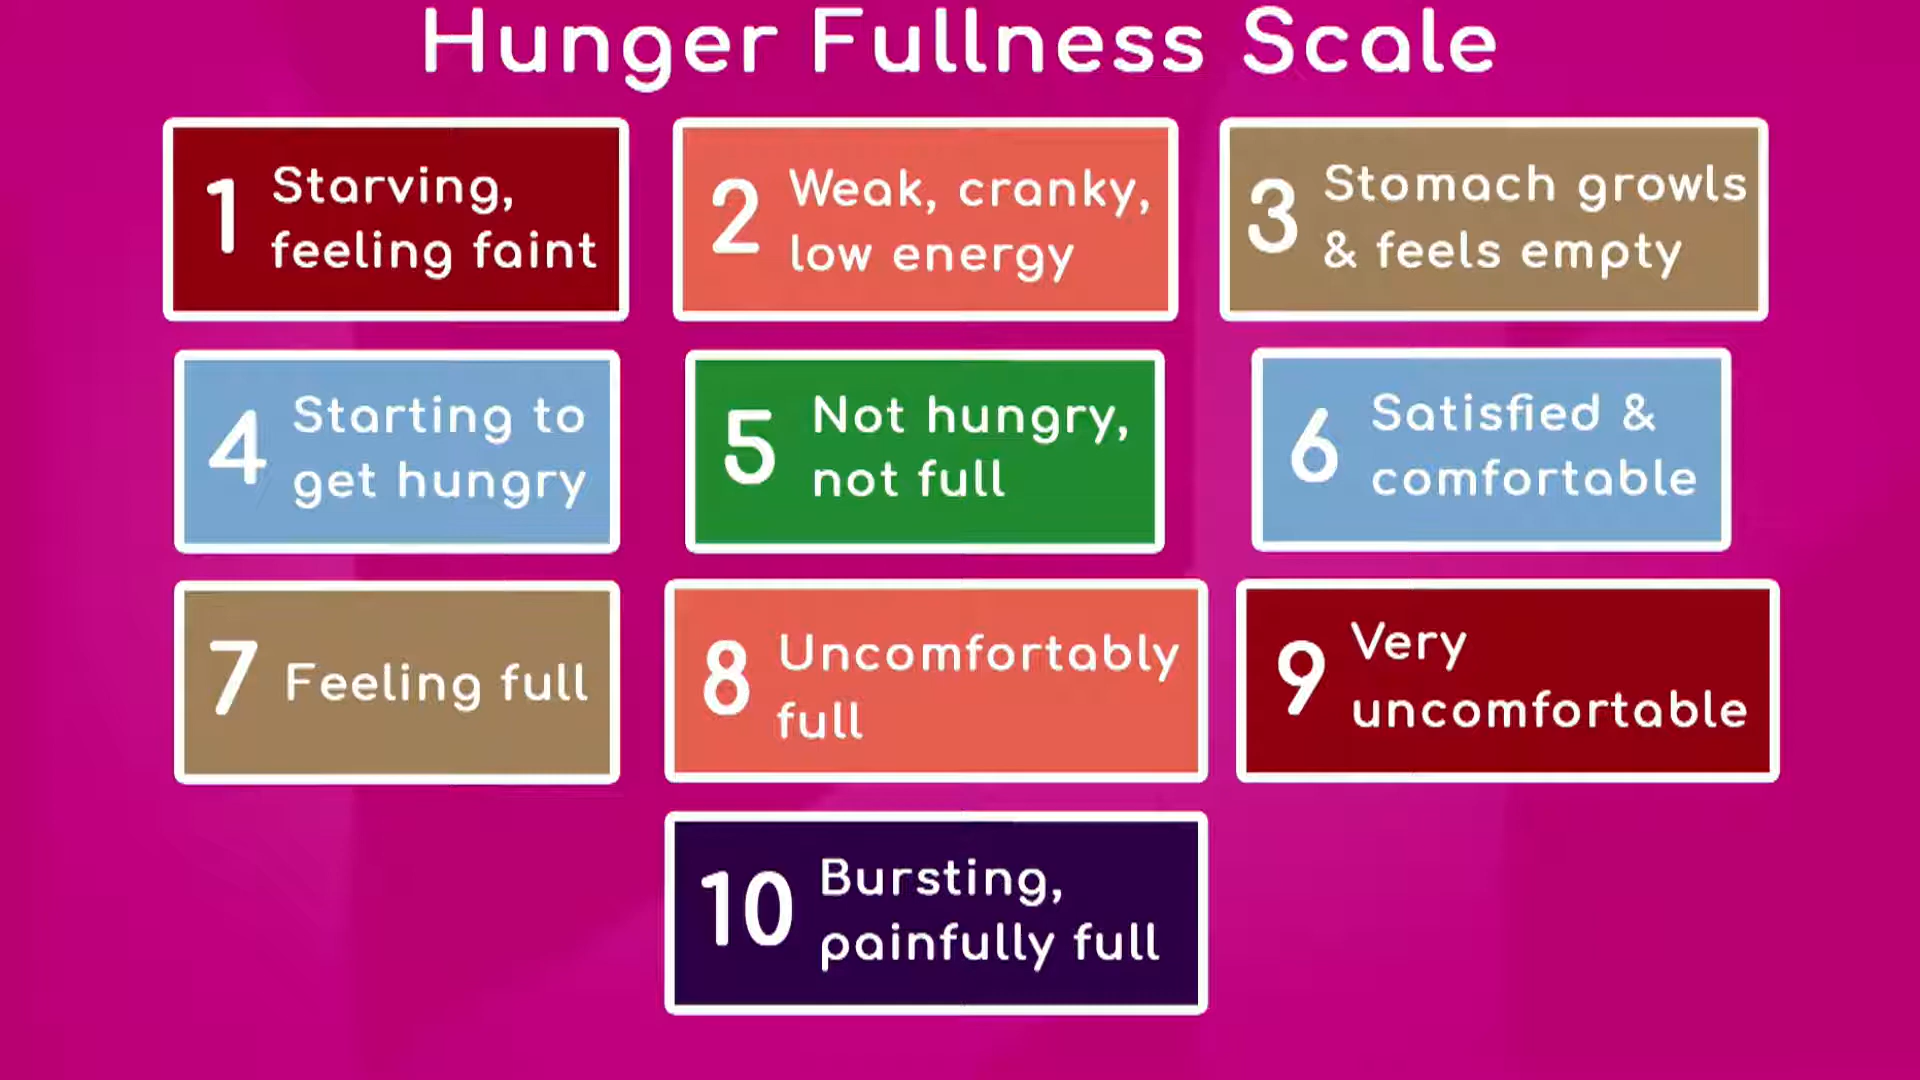 Hunger Fullness Scale
1 Starving,
feeling faint
2 Weak, cranky,
low energy
3 Stomach growls
& feels empty
4 Starting to
get hungry
5 Not hungry,
not full
6 Satisfied &
comfortable
7 Feeling full
8 Uncomfortably
full
9 Very
uncomfortable
10 Bursting,
painfully full